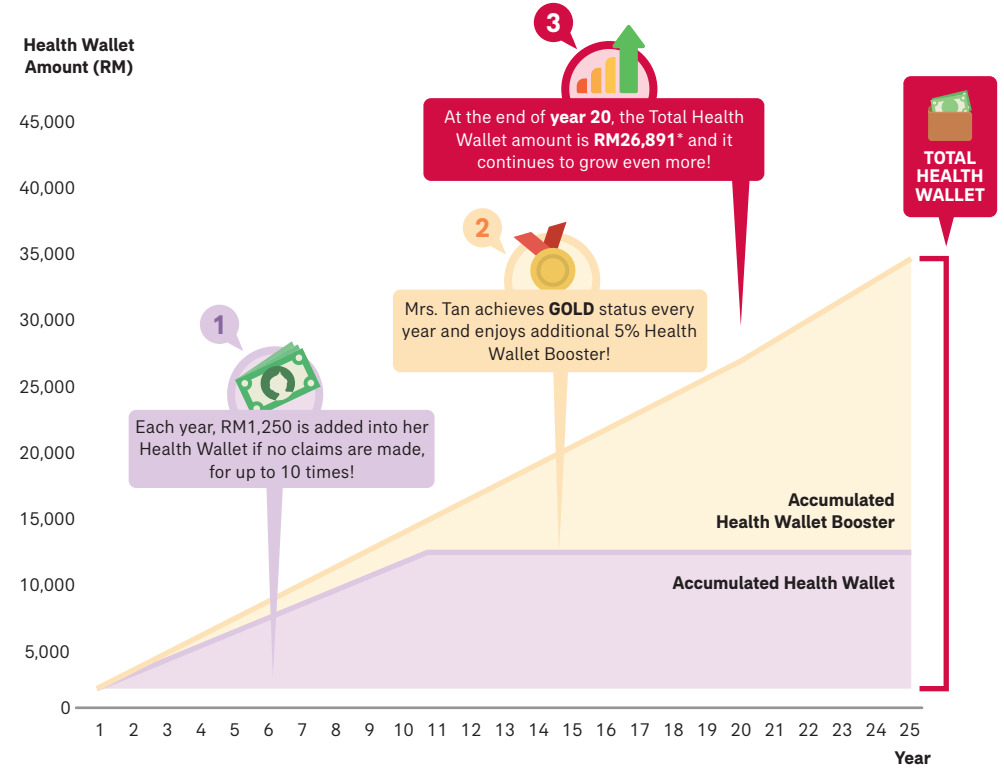 Health Wallet
Amount (RM)
45,000
40,000
35,000
30,000
25,000
20,000
15,000
10,000
5,000
0
3
At the end of year 20, the Total Health
Wallet amount is RM26,891* and it
continues to grow even more!
TOTAL
HEALTH
WALLET
2
Mrs. Tan achieves GOLD status every
year and enjoys additional 5% Health
Wallet Booster!
1
Each year, RM1,250 is added into her
Health Wallet if no claims are made,
for up to 10 times!
Accumulated
Health Wallet Booster
Accumulated Health Wallet
1 2 3 4 5 6 7 8 9 10 11 12 13 14 15 16 17 18 19 20 21 22 23 24 25
Year